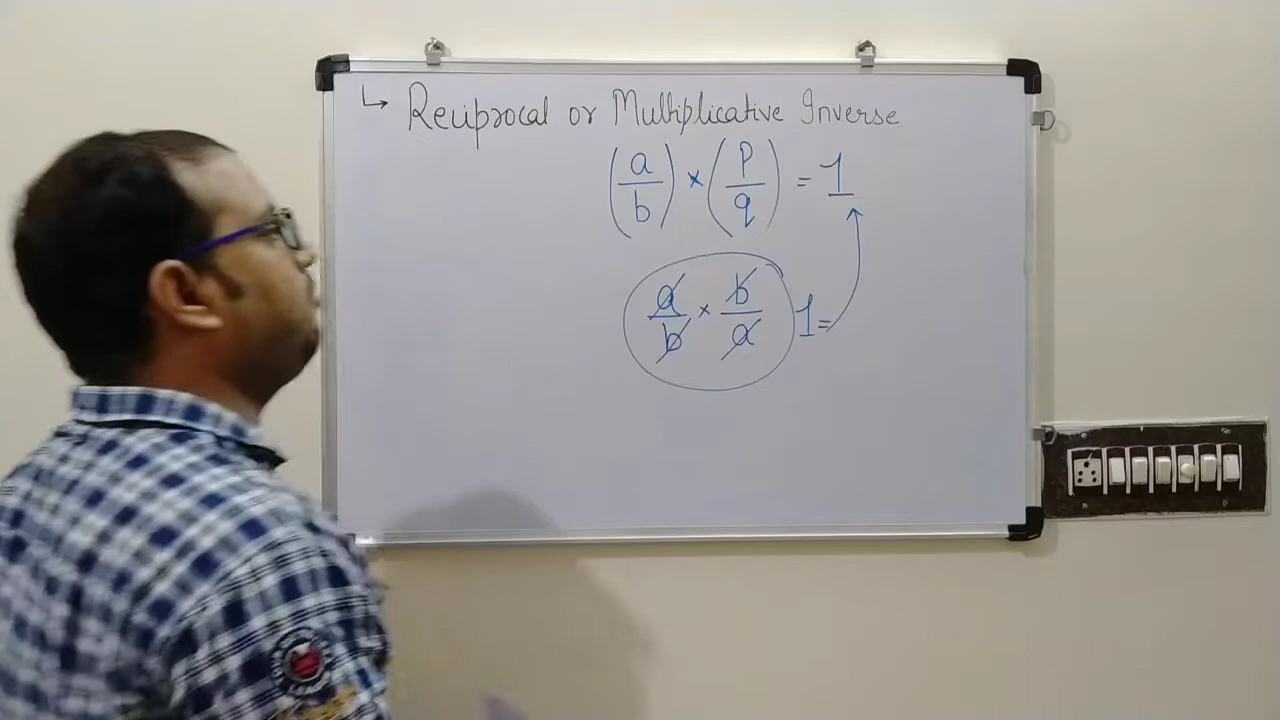 ↳ Reciprocal or Multiplicative Inverse
(a/b) × (p/q) = 1
a/b × b/a 1=